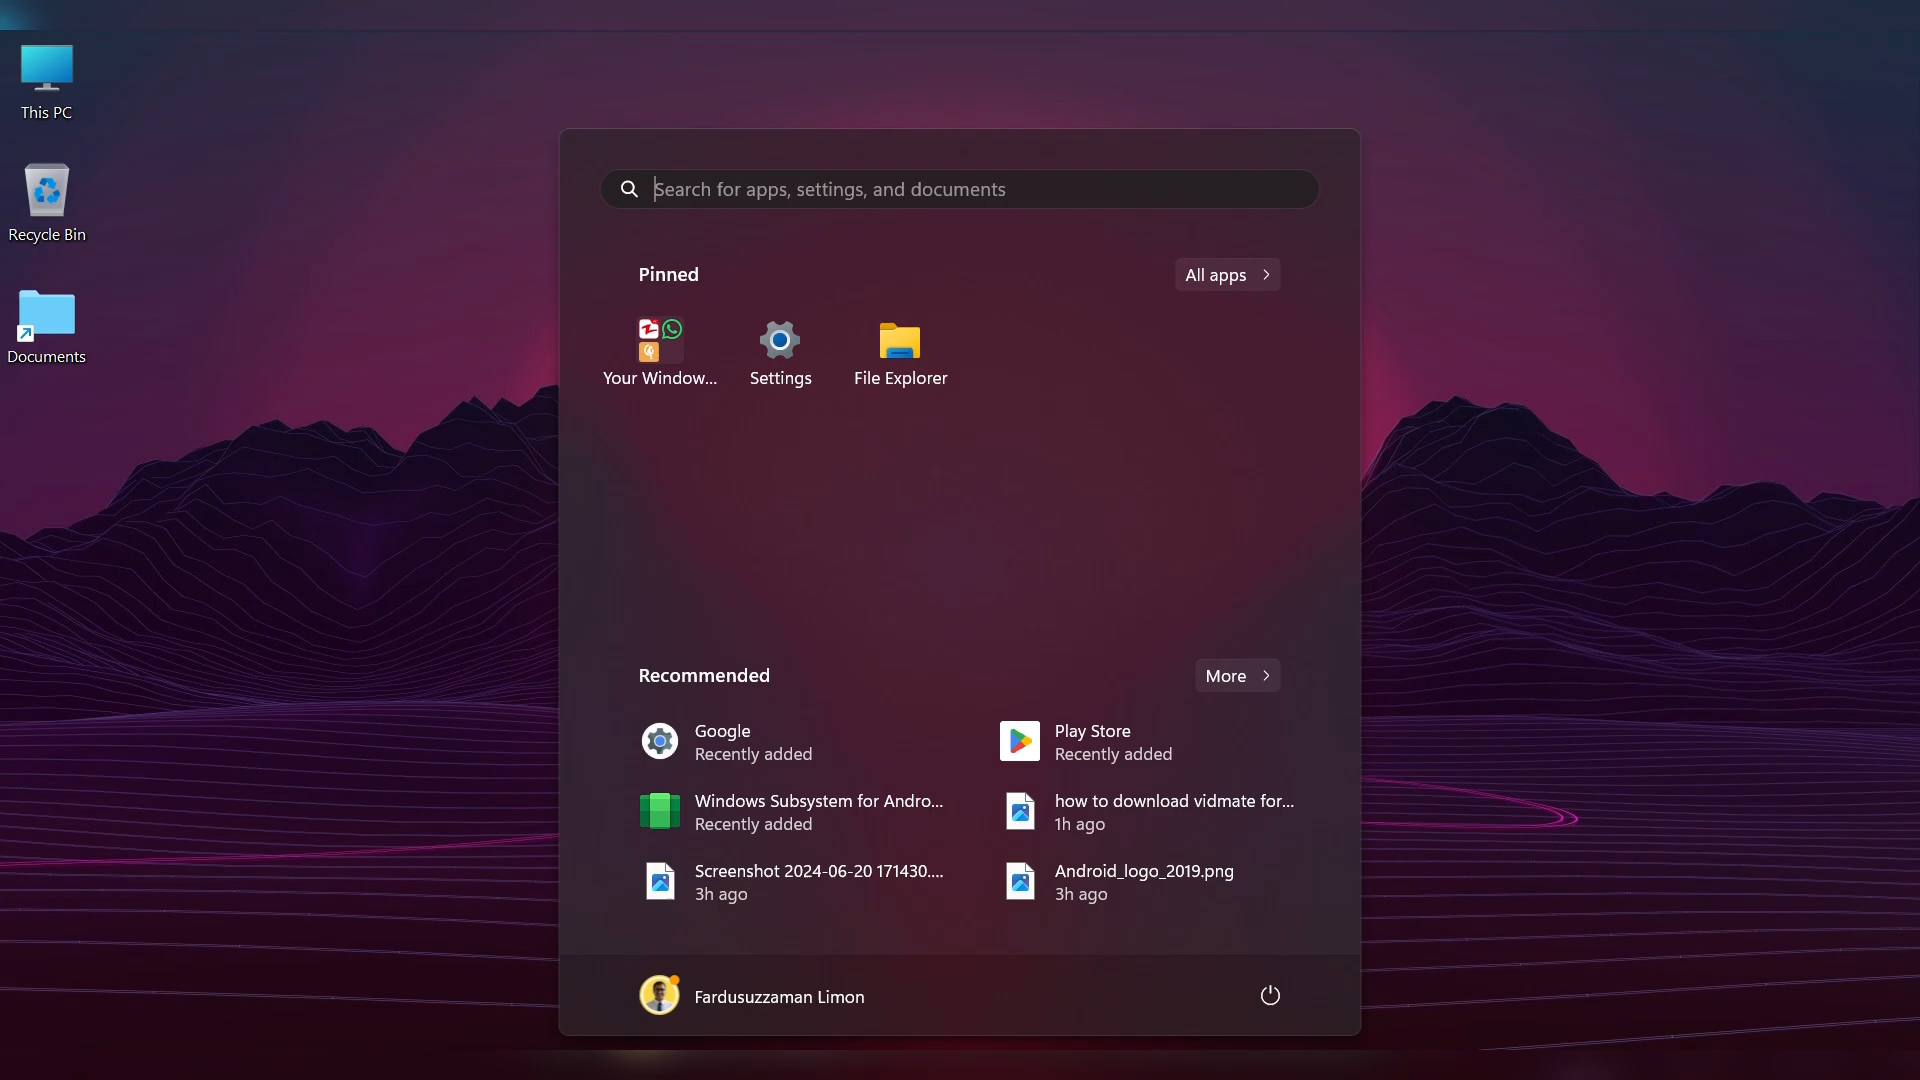 This PC
Recycle Bin
Documents
Search for apps, settings, and documents
Pinned
All apps
Your Window...
Settings
File Explorer
Recommended
More
Google
Recently added
Play Store
Recently added
Windows Subsystem for Andro...
Recently added
how to download vidmate for...
1h ago
Screenshot 2024-06-20 171430....
3h ago
Android_logo_2019.png
3h ago
Fardusuzzaman Limon